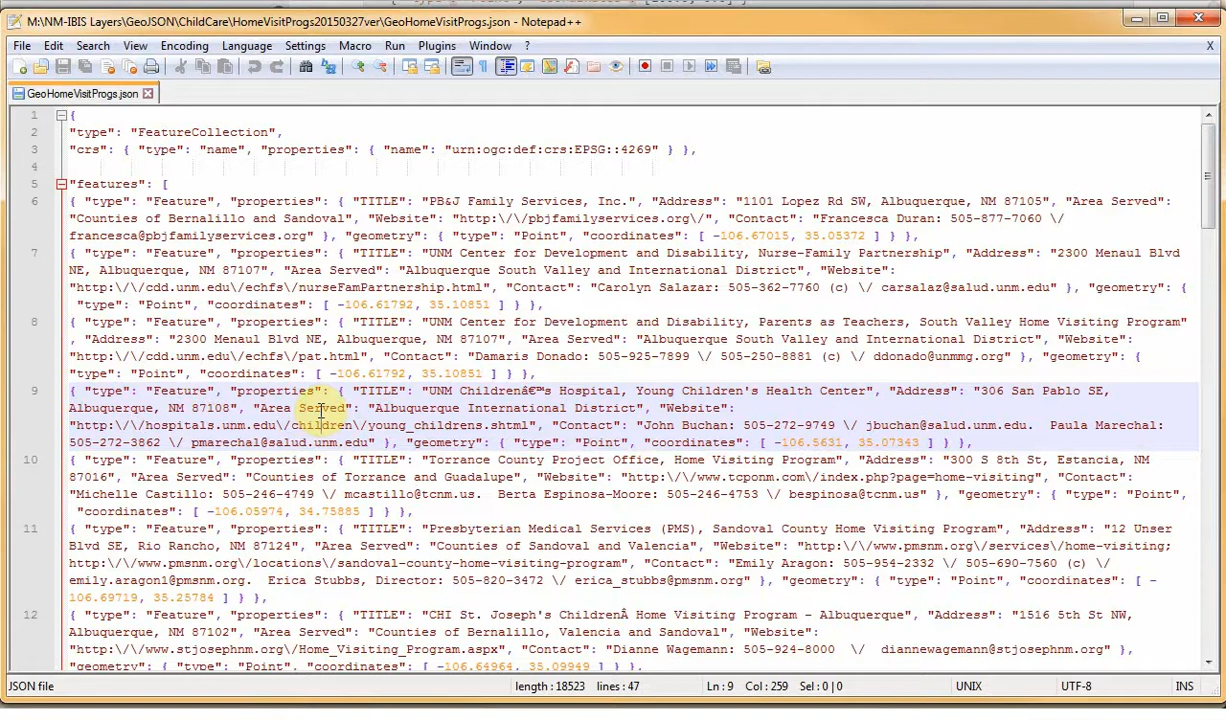 M:\NM-IBIS Layers\GeoJSON\ChildCare\HomeVisitProgs20150327ver\GeoHomeVisitProgs.json - Notepad++
File Edit Search View Encoding Language Settings Macro Run Plugins Window ? X
GeoHomeVisitProgs.json
1 {
2 "type": "FeatureCollection",
3 "crs": { "type": "name", "properties": { "name": "urn:ogc:def:crs:EPSG::4269" } },
4
5 "features": [
6 { "type": "Feature", "properties": { "TITLE": "PB&J Family Services, Inc.", "Address": "1101 Lopez Rd SW, Albuquerque, NM 87105", "Area Served":
"Counties of Bernalillo and Sandoval", "Website": "http:\/\/pbjfamilyservices.org\/", "Contact": "Francesca Duran: 505-877-7060 \/
francesca@pbjfamilyservices.org" }, "geometry": { "type": "Point", "coordinates": [ -106.67015, 35.05372 ] } },
7 { "type": "Feature", "properties": { "TITLE": "UNM Center for Development and Disability, Nurse-Family Partnership", "Address": "2300 Menaul Blvd
NE, Albuquerque, NM 87107", "Area Served": "Albuquerque South Valley and International District", "Website":
"http:\/\/cdd.unm.edu\/echfs\/nurseFamPartnership.html", "Contact": "Carolyn Salazar: 505-362-7760 (c) \/ carsalaz@salud.unm.edu" }, "geometry": {
"type": "Point", "coordinates": [ -106.61792, 35.10851 ] } },
8 { "type": "Feature", "properties": { "TITLE": "UNM Center for Development and Disability, Parents as Teachers, South Valley Home Visiting Program"
, "Address": "2300 Menaul Blvd NE, Albuquerque, NM 87107", "Area Served": "Albuquerque South Valley and International District", "Website":
"http:\/\/cdd.unm.edu\/echfs\/pat.html", "Contact": "Damaris Donado: 505-925-7899 \/ 505-250-8881 (c) \/ ddonado@unmmg.org" }, "geometry": {
"type": "Point", "coordinates": [ -106.61792, 35.10851 ] } },
9 { "type": "Feature", "properties": { "TITLE": "UNM Childrenâ€™s Hospital, Young Children's Health Center", "Address": "306 San Pablo SE,
Albuquerque, NM 87108", "Area Served": "Albuquerque International District", "Website":
"http:\/\/hospitals.unm.edu\/children\/young_childrens.shtml", "Contact": "John Buchan: 505-272-9749 \/ jbuchan@salud.unm.edu.  Paula Marechal:
505-272-3862 \/ pmarechal@salud.unm.edu" }, "geometry": { "type": "Point", "coordinates": [ -106.5631, 35.07343 ] } },
10 { "type": "Feature", "properties": { "TITLE": "Torrance County Project Office, Home Visiting Program", "Address": "300 S 8th St, Estancia, NM
87016", "Area Served": "Counties of Torrance and Guadalupe", "Website": "http:\/\/www.tcponm.com\/index.php?page=home-visiting", "Contact":
"Michelle Castillo: 505-246-4749 \/ mcastillo@tcnm.us.  Berta Espinosa-Moore: 505-246-4753 \/ bespinosa@tcnm.us" }, "geometry": { "type": "Point",
"coordinates": [ -106.05974, 34.75885 ] } },
11 { "type": "Feature", "properties": { "TITLE": "Presbyterian Medical Services (PMS), Sandoval County Home Visiting Program", "Address": "12 Unser
Blvd SE, Rio Rancho, NM 87124", "Area Served": "Counties of Sandoval and Valencia", "Website": "http:\/\/www.pmsnm.org\/services\/home-visiting;
http:\/\/www.pmsnm.org\/locations\/sandoval-county-home-visiting-program", "Contact": "Emily Aragon: 505-954-2332 \/ 505-690-7560 (c) \/
emily.aragon1@pmsnm.org.  Erica Stubbs, Director: 505-820-3472 \/ erica_stubbs@pmsnm.org" }, "geometry": { "type": "Point", "coordinates": [ -
106.69719, 35.25784 ] } },
12 { "type": "Feature", "properties": { "TITLE": "CHI St. Joseph's ChildrenÂ Home Visiting Program - Albuquerque", "Address": "1516 5th St NW,
Albuquerque, NM 87102", "Area Served": "Counties of Bernalillo, Valencia and Sandoval", "Website":
"http:\/\/www.stjosephnm.org\/Home_Visiting_Program.aspx", "Contact": "Dianne Wagemann: 505-924-8000  \/  diannewagemann@stjosephnm.org" },
"geometry": { "type": "Point", "coordinates": [ -106.64964, 35.09949 ] } },
JSON file length : 18523 lines : 47 Ln : 9 Col : 259 Sel : 0 | 0 UNIX UTF-8 INS